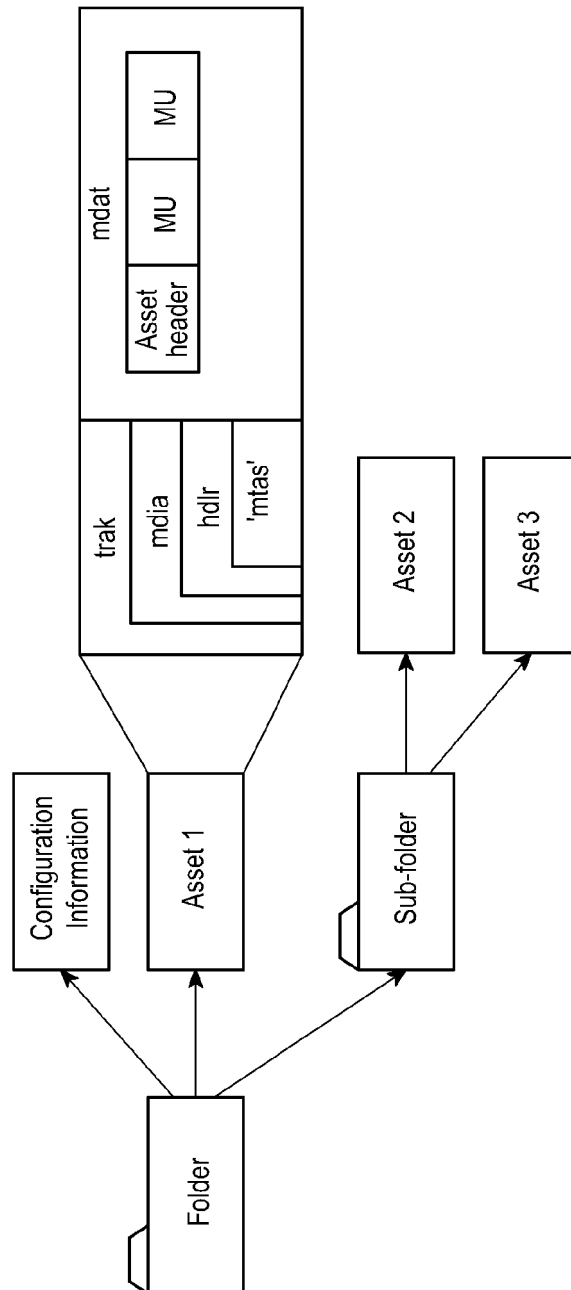 Folder
Configuration
Information
Asset 1
Sub-folder
trak
mdia
hdlr
'mtas'
mdat
Asset
header
MU
MU
Asset 2
Asset 3